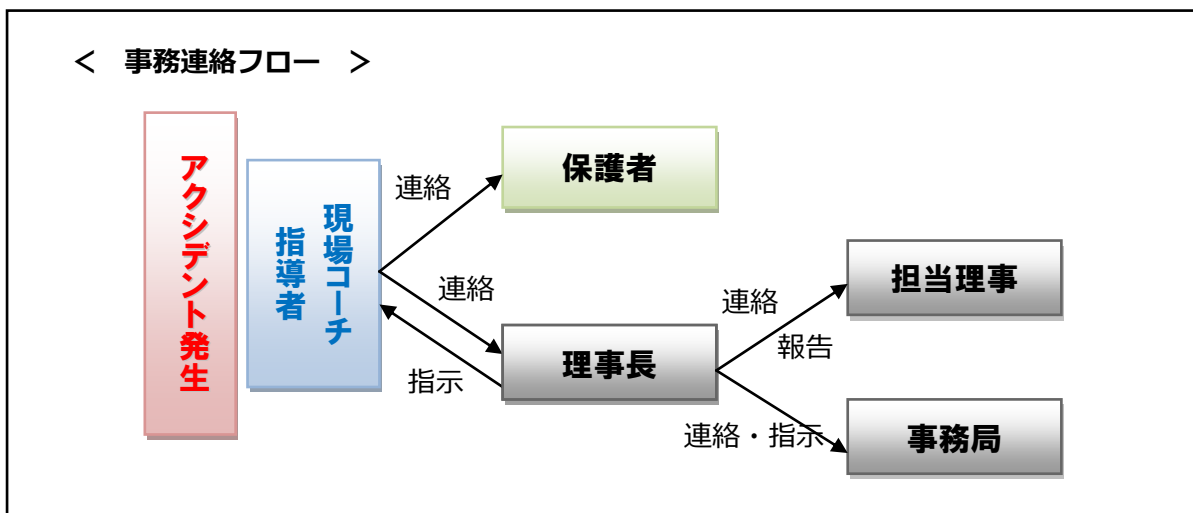 ＜　事務連絡フロー　＞
アクシデント発生
現場コーチ
指導者
連絡
保護者
連絡
指示
理事長
連絡
報告
担当理事
連絡・指示
事務局